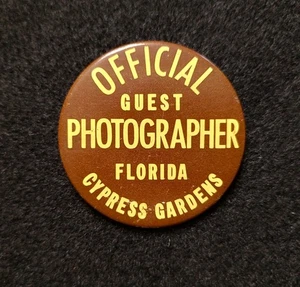 OFFICIAL
GUEST
PHOTOGRAPHER
FLORIDA
CYPRESS GARDENS